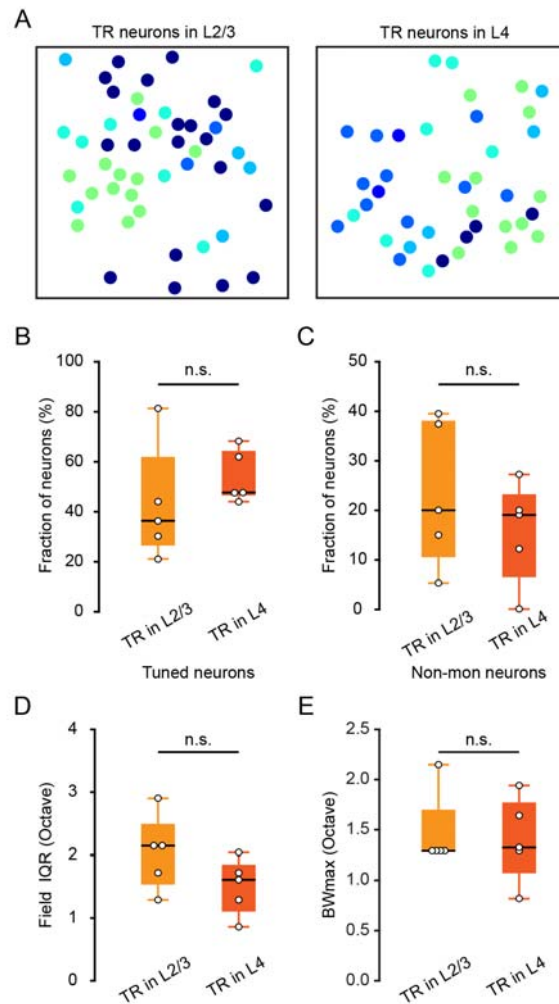 A
TR neurons in L2/3
TR neurons in L4
B
n.s.
Fraction of neurons (%)
100
80
60
40
20
0
TR in L2/3
TR in L4
Tuned neurons
C
n.s.
Fraction of neurons (%)
50
40
30
20
10
0
TR in L2/3
TR in L4
Non-mon neurons
D
n.s.
Field IQR (Octave)
4
3
2
1
0
TR in L2/3
TR in L4
E
n.s.
BWmax (Octave)
2.5
2.0
1.5
1.0
0.5
0.0
TR in L2/3
TR in L4